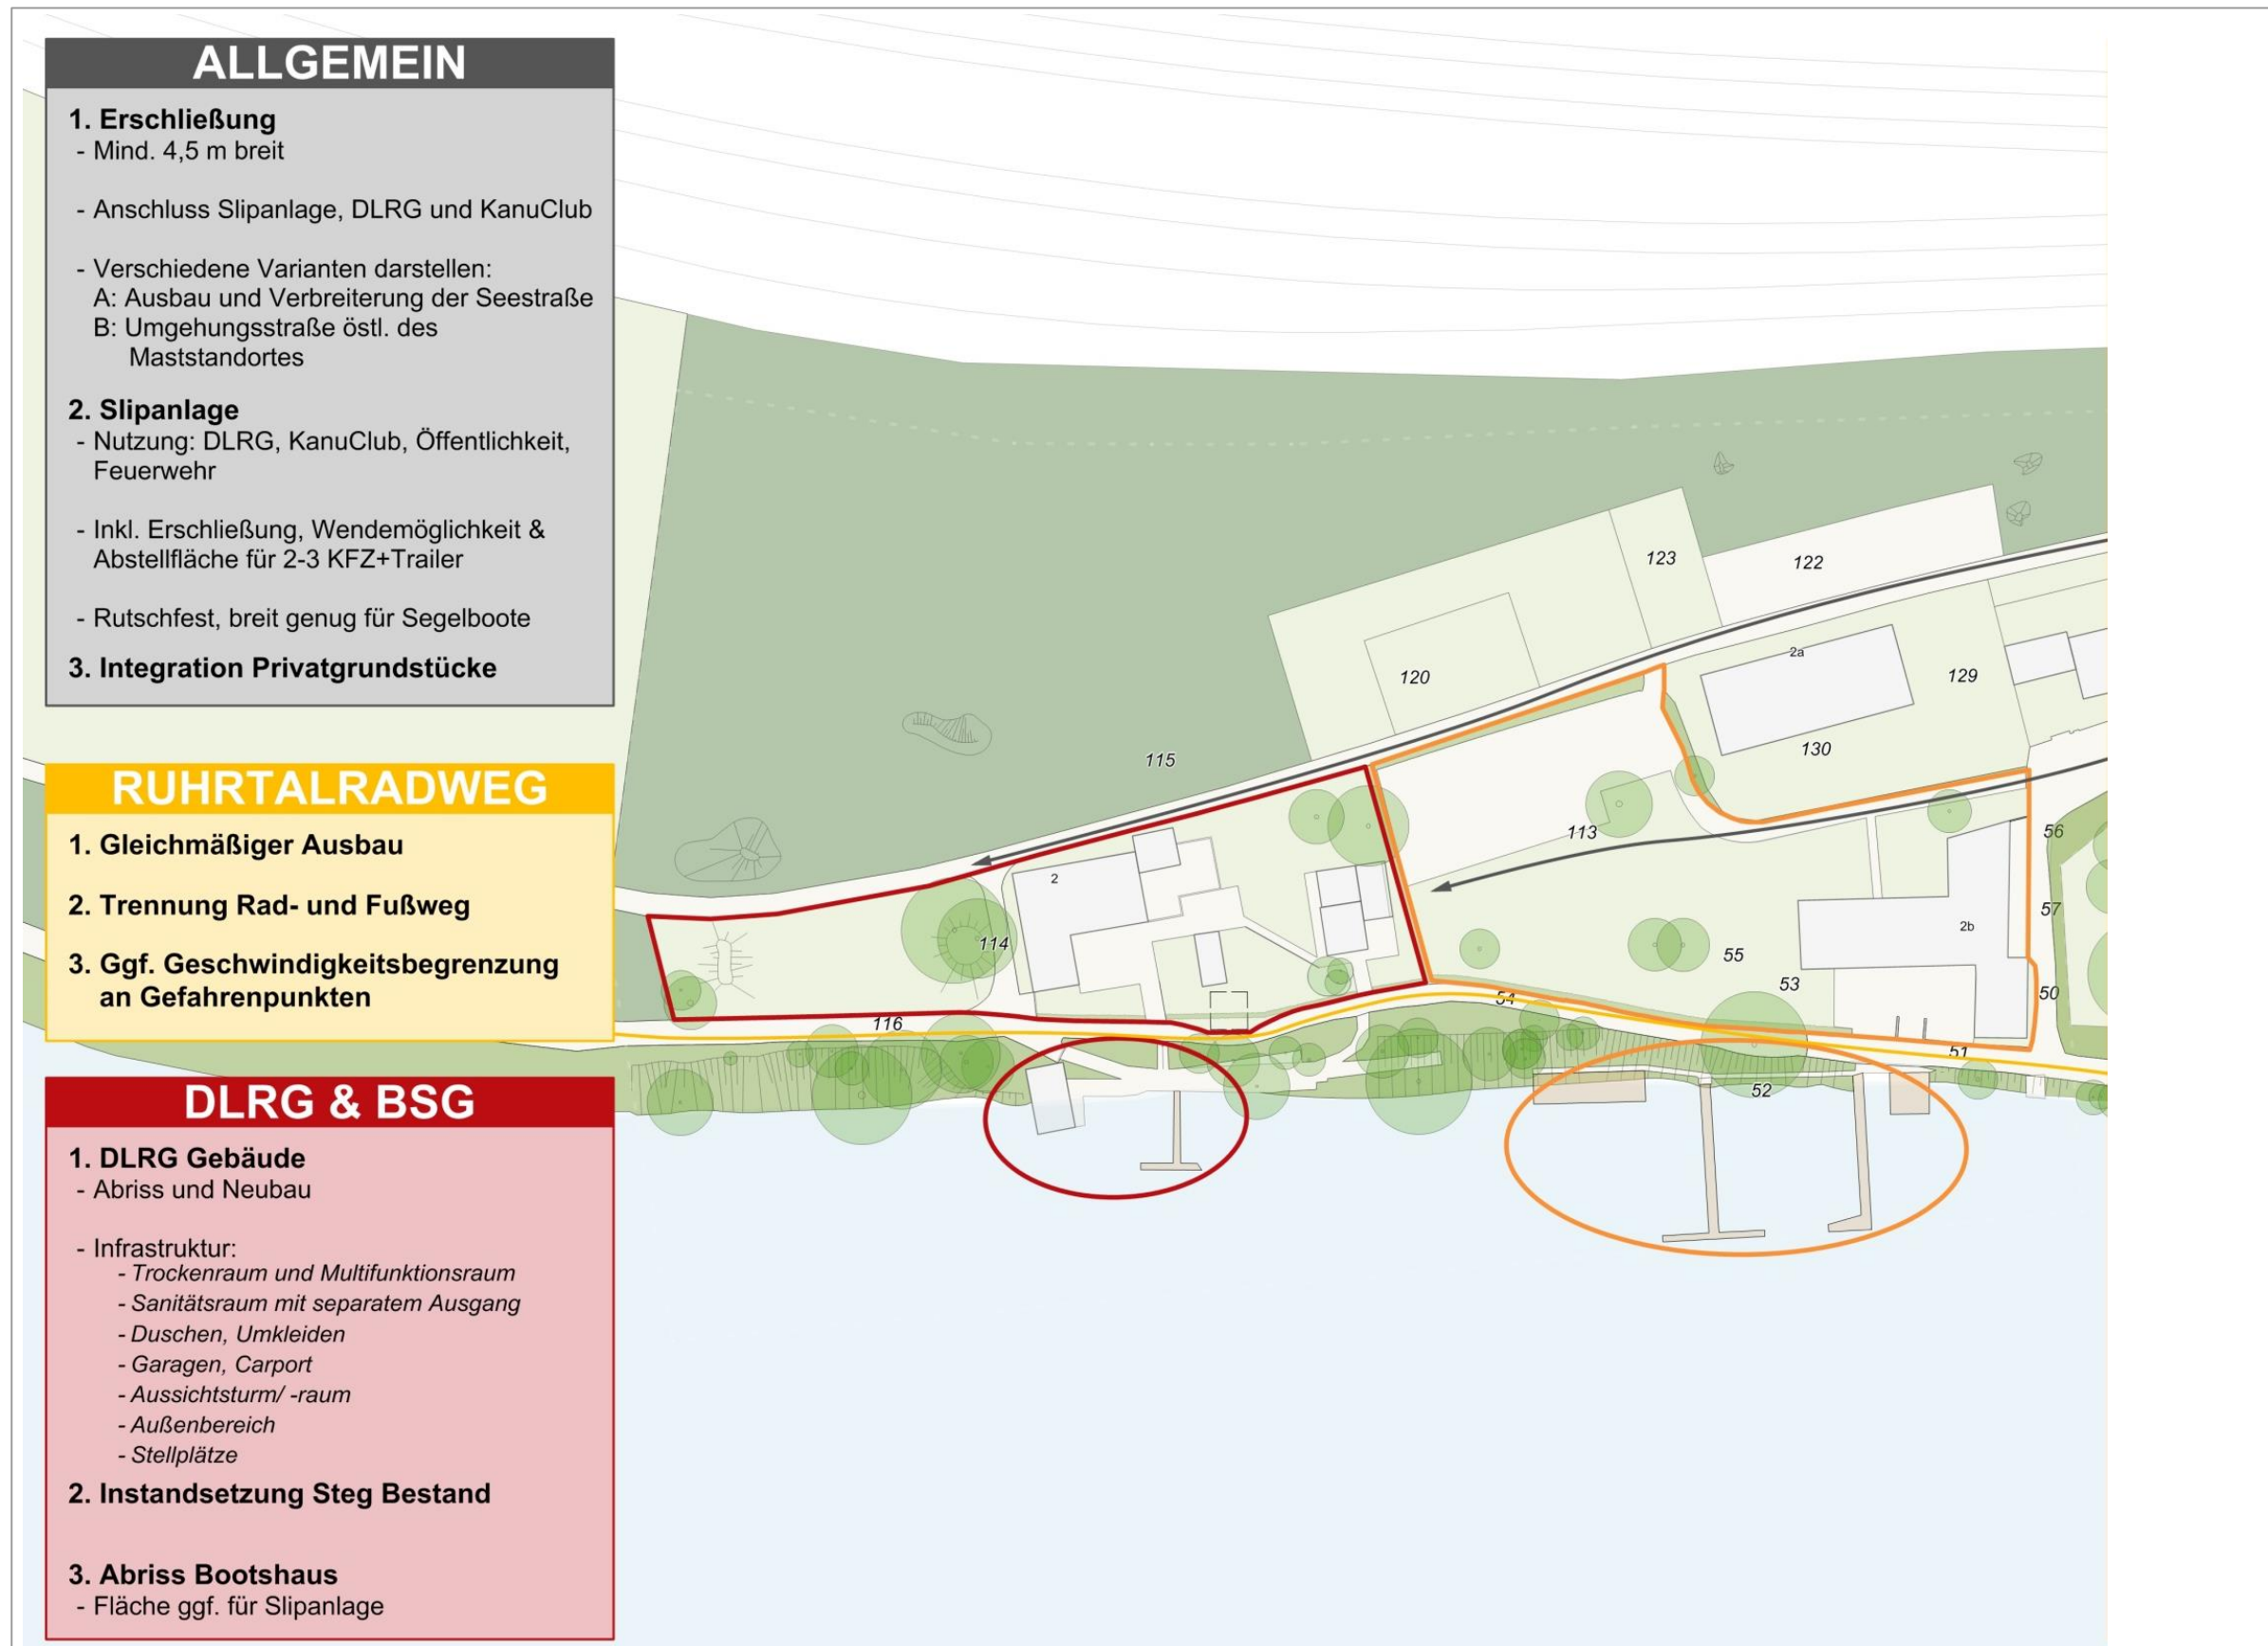 ALLGEMEIN
1. Erschließung
- Mind. 4,5 m breit
- Anschluss Slipanlage, DLRG und KanuClub
- Verschiedene Varianten darstellen:
A: Ausbau und Verbreiterung der Seestraße
B: Umgehungsstraße östl. des
Maststandortes
2. Slipanlage
- Nutzung: DLRG, KanuClub, Öffentlichkeit,
Feuerwehr
- Inkl. Erschließung, Wendemöglichkeit &
Abstellfläche für 2-3 KFZ+Trailer
- Rutschfest, breit genug für Segelboote
3. Integration Privatgrundstücke
RUHRTALRADWEG
1. Gleichmäßiger Ausbau
2. Trennung Rad- und Fußweg
3. Ggf. Geschwindigkeitsbegrenzung
an Gefahrenpunkten
DLRG & BSG
1. DLRG Gebäude
- Abriss und Neubau
- Infrastruktur:
- Trockenraum und Multifunktionsraum
- Sanitätsraum mit separatem Ausgang
- Duschen, Umkleiden
- Garagen, Carport
- Aussichtsturm/ -raum
- Außenbereich
- Stellplätze
2. Instandsetzung Steg Bestand
3. Abriss Bootshaus
- Fläche ggf. für Slipanlage
123
122
120
2a
129
130
115
113
56
2
57
114
2b
55
53
50
54
116
51
52